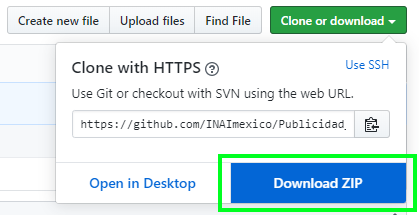 Create new file Upload files Find File Clone or download
Clone with HTTPS Use SSH
Use Git or checkout with SVN using the web URL.
https://github.com/INAImexico/Publicidad_
Open in Desktop Download ZIP